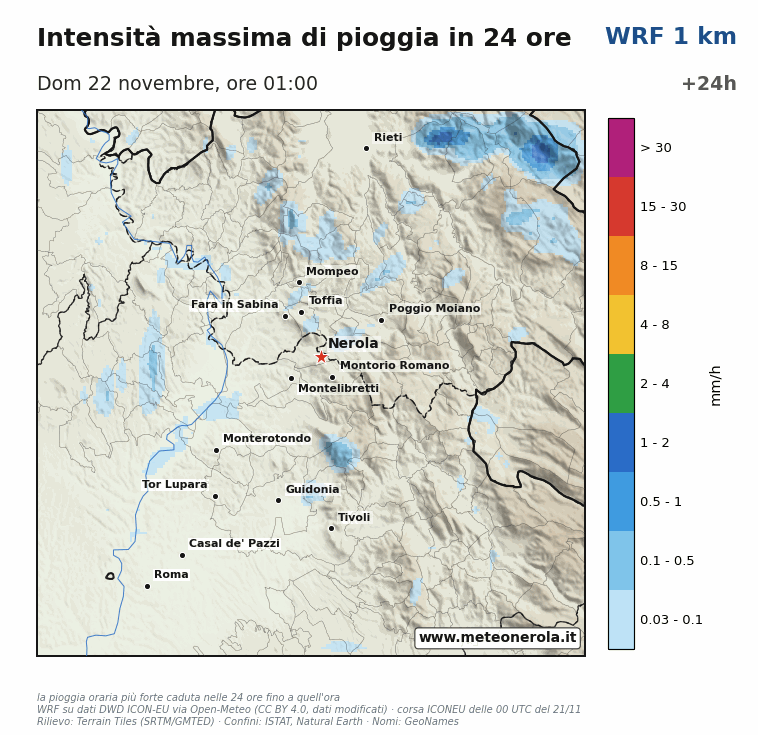 Intensità massima di pioggia in 24 ore
WRF 1 km
Dom 22 novembre, ore 01:00
+24h
Rieti
Mompeo
Fara in Sabina
Toffia
Poggio Moiano
Nerola
Montorio Romano
Montelibretti
Monterotondo
Tor Lupara
Guidonia
Tivoli
Casal de' Pazzi
Roma
www.meteonerola.it
> 30
15 - 30
8 - 15
4 - 8
2 - 4
1 - 2
0.5 - 1
0.1 - 0.5
0.03 - 0.1
mm/h
la pioggia oraria più forte caduta nelle 24 ore fino a quell'ora
WRF su dati DWD ICON-EU via Open-Meteo (CC BY 4.0, dati modificati) · corsa ICONEU delle 00 UTC del 21/11
Rilievo: Terrain Tiles (SRTM/GMTED) · Confini: ISTAT, Natural Earth · Nomi: GeoNames